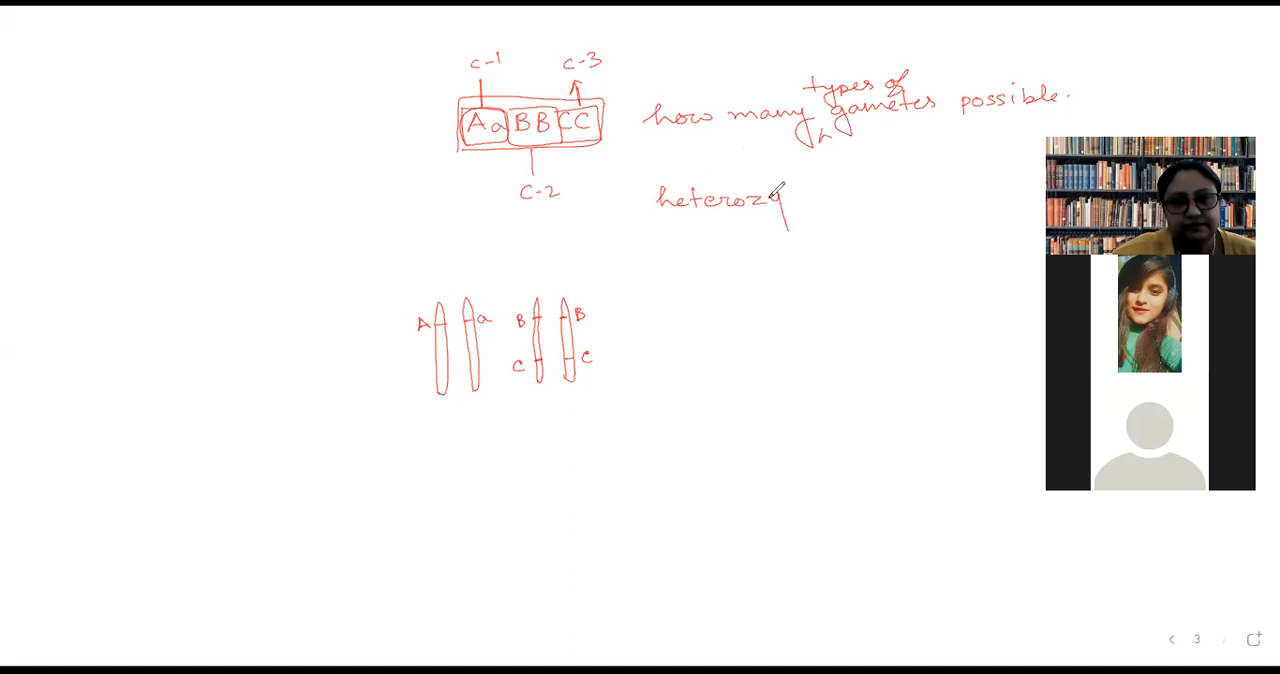 C-1 C-3
Aa BB CC how many types of gametes possible.
C-2 heterozy
A a B B
C C
3